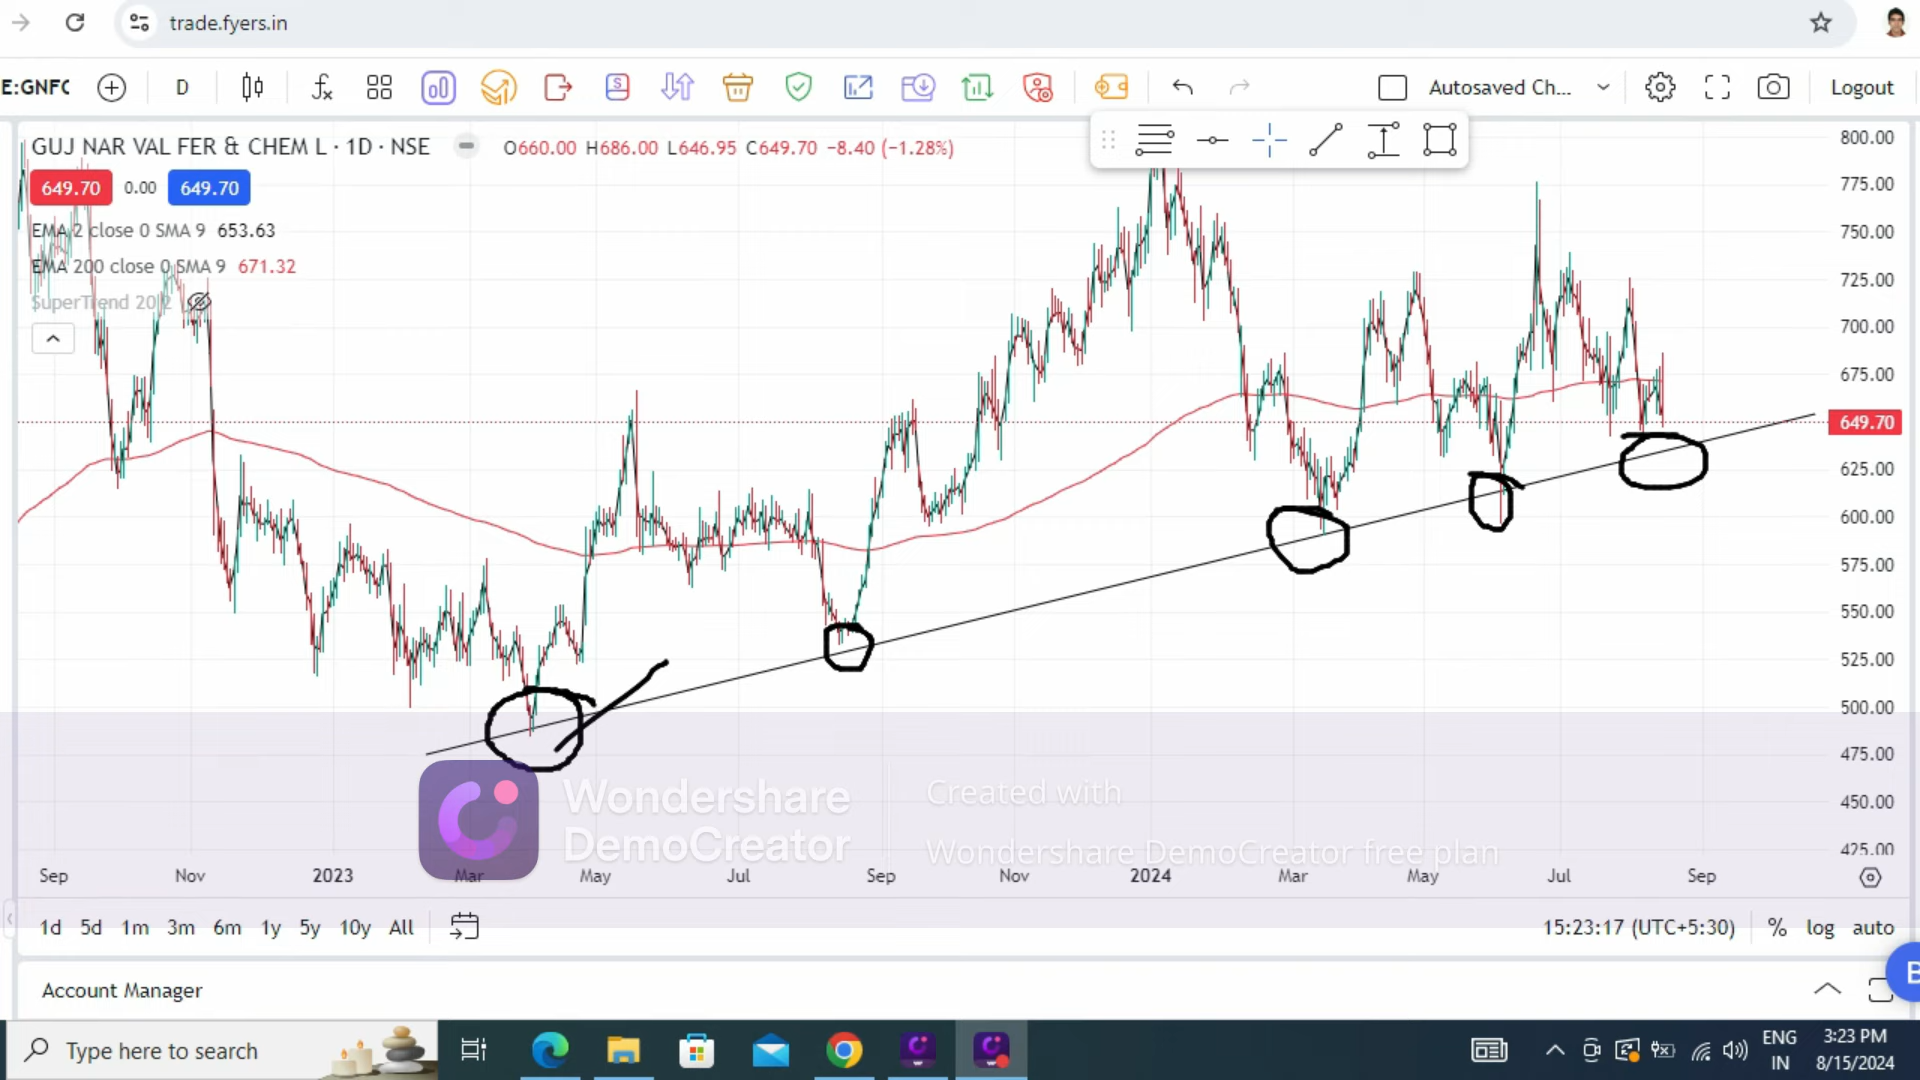 trade.fyers.in
E:GNFC
D
Autosaved Ch...
Logout
GUJ NAR VAL FER & CHEM L · 1D · NSE
O660.00 H686.00 L646.95 C649.70 −8.40 (−1.28%)
649.70 0.00 649.70
EMA 2 close 0 SMA 9 653.63
EMA 200 close 0 SMA 9 671.32
SuperTrend 20 2
800.00
775.00
750.00
725.00
700.00
675.00
649.70
625.00
600.00
575.00
550.00
525.00
500.00
475.00
450.00
425.00
Wondershare
DemoCreator
Created with
Wondershare DemoCreator free plan
Sep Nov 2023 Mar May Jul Sep Nov 2024 Mar May Jul Sep
1d 5d 1m 3m 6m 1y 5y 10y All
15:23:17 (UTC+5:30) % log auto
Account Manager
Type here to search
ENG
IN
3:23 PM
8/15/2024